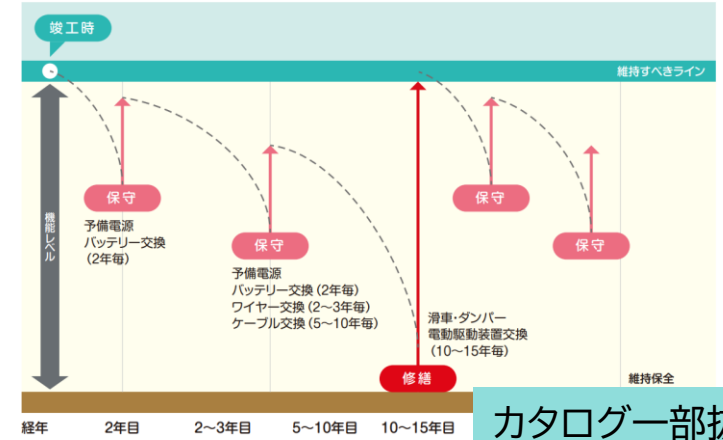 竣工時
維持すべきライン
機能レベル
保守
予備電源
バッテリー交換
(2年毎)
保守
予備電源
バッテリー交換(2年毎)
ワイヤー交換(2〜3年毎)
ケーブル交換(5〜10年毎)
保守
保守
滑車・ダンパー
電動駆動装置交換
(10〜15年毎)
修繕
維持保全
経年
2年目
2〜3年目
5〜10年目
10〜15年目
カタログ一部抜